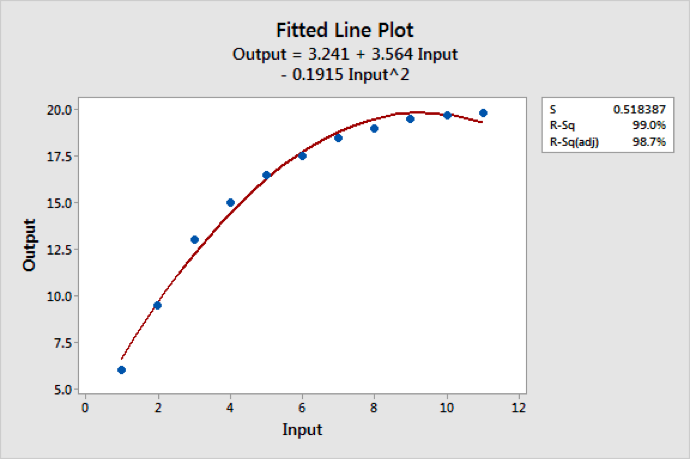 Fitted Line Plot
Output = 3.241 + 3.564 Input
- 0.1915 Input^2
S 0.518387
R-Sq 99.0%
R-Sq(adj) 98.7%
20.0
17.5
15.0
12.5
10.0
7.5
5.0
Output
0 2 4 6 8 10 12
Input